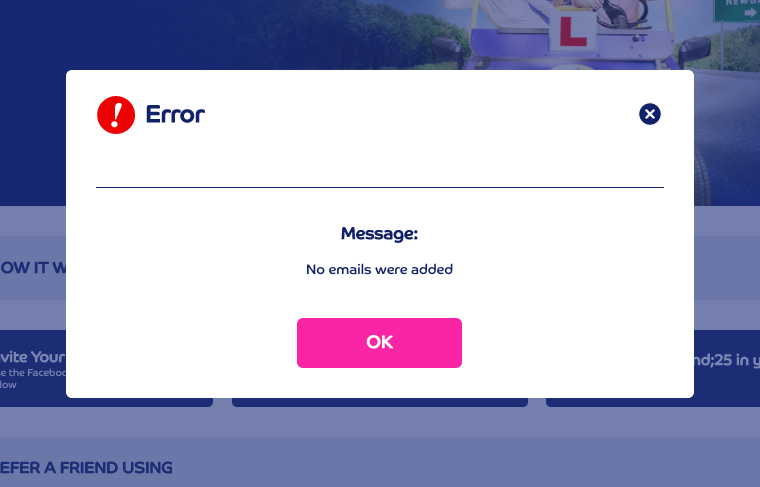 NEWB
L
Error
Message:
No emails were added
OK
OW IT W
vite Your
e the Faceboo
low
nd;25 in y
EFER A FRIEND USING